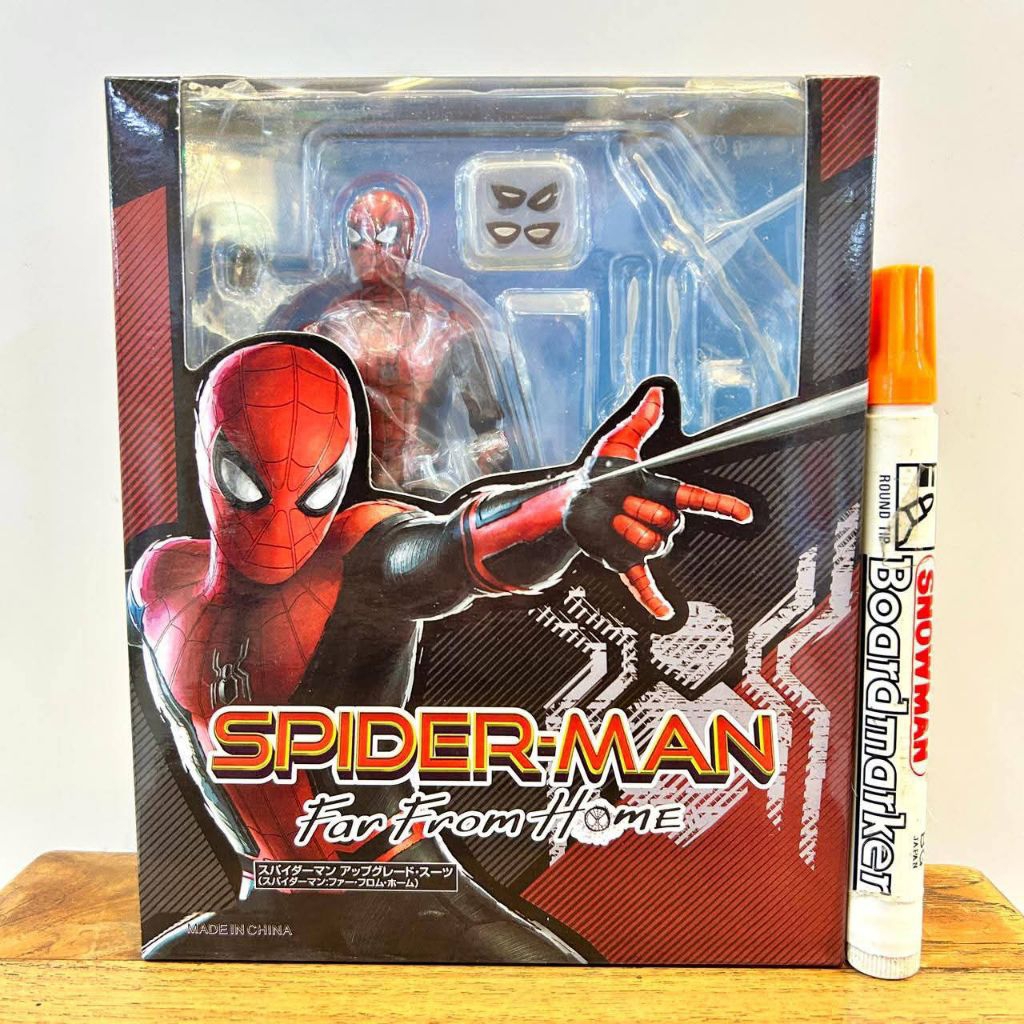 SPIDER-MAN
Far From Home
スパイダーマン アップグレード・スーツ
(スパイダーマン:ファー・フロム・ホーム)
MADE IN CHINA
ROUND TIP
SNOWMAN
Boardmarker
JAPAN